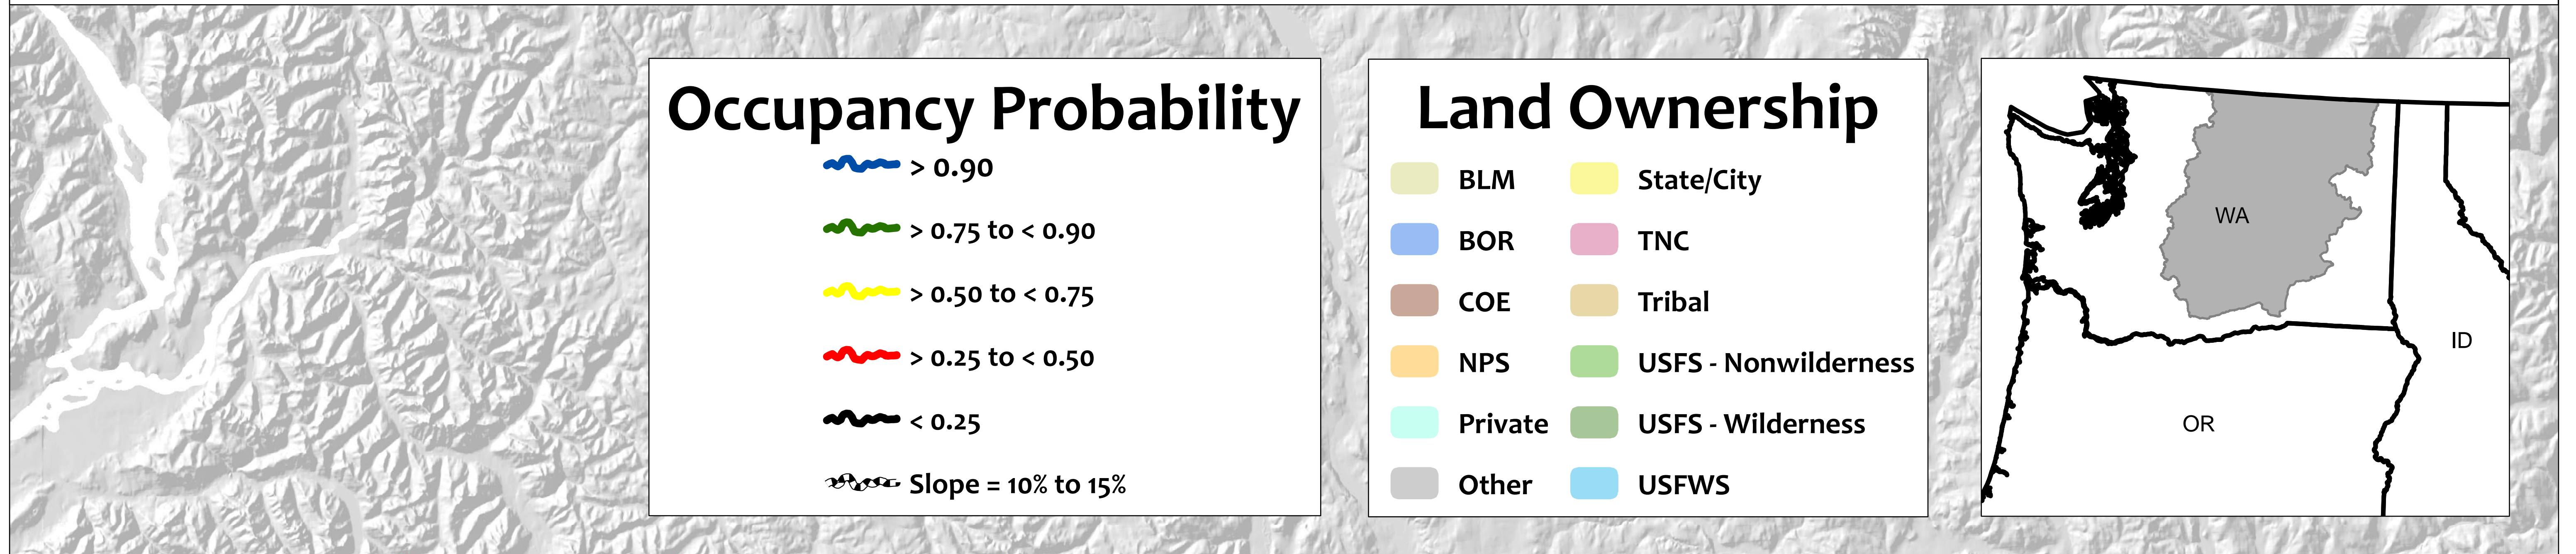 Occupancy Probability
> 0.90
> 0.75 to < 0.90
> 0.50 to < 0.75
> 0.25 to < 0.50
< 0.25
Slope = 10% to 15%
Land Ownership
BLM
BOR
COE
NPS
Private
Other
State/City
TNC
Tribal
USFS - Nonwilderness
USFS - Wilderness
USFWS
WA
ID
OR